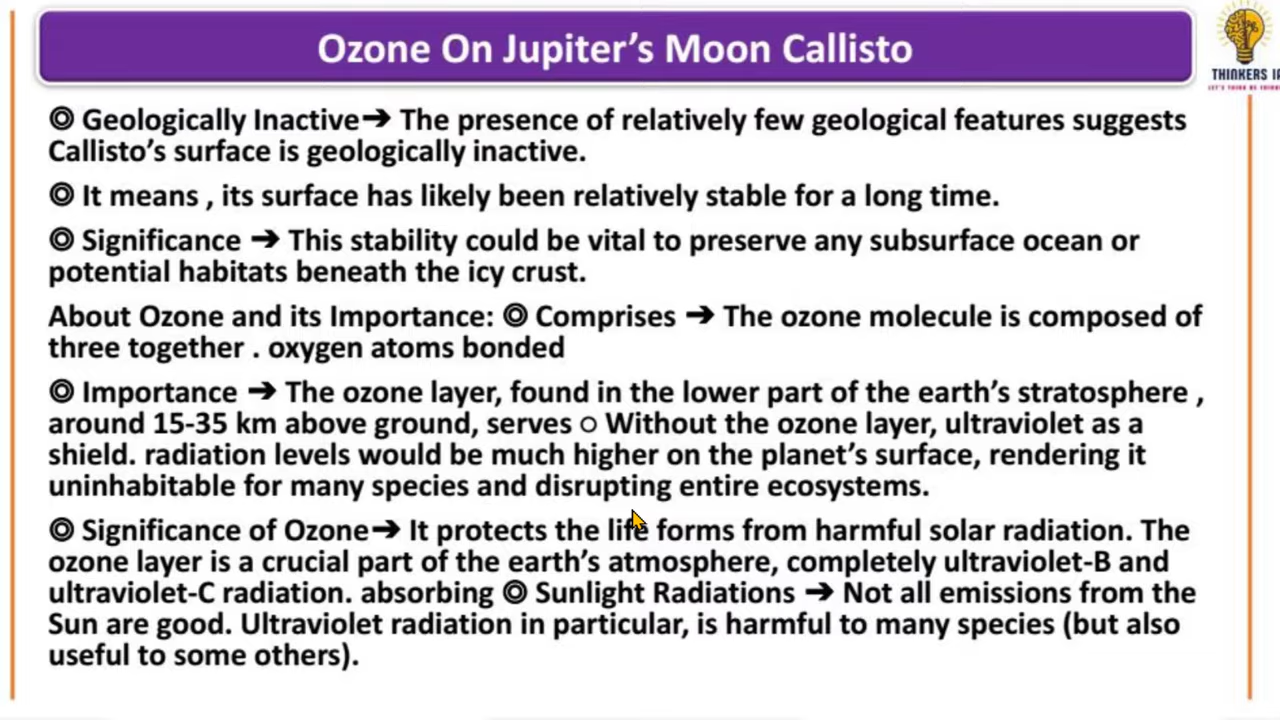 Ozone On Jupiter's Moon Callisto
THINKERS IA
◎ Geologically Inactive➔ The presence of relatively few geological features suggests
Callisto's surface is geologically inactive.
◎ It means , its surface has likely been relatively stable for a long time.
◎ Significance ➔ This stability could be vital to preserve any subsurface ocean or
potential habitats beneath the icy crust.
About Ozone and its Importance: ◎ Comprises ➔ The ozone molecule is composed of
three together . oxygen atoms bonded
◎ Importance ➔ The ozone layer, found in the lower part of the earth's stratosphere ,
around 15-35 km above ground, serves ○ Without the ozone layer, ultraviolet as a
shield. radiation levels would be much higher on the planet's surface, rendering it
uninhabitable for many species and disrupting entire ecosystems.
◎ Significance of Ozone➔ It protects the life forms from harmful solar radiation. The
ozone layer is a crucial part of the earth's atmosphere, completely ultraviolet-B and
ultraviolet-C radiation. absorbing ◎ Sunlight Radiations ➔ Not all emissions from the
Sun are good. Ultraviolet radiation in particular, is harmful to many species (but also
useful to some others).